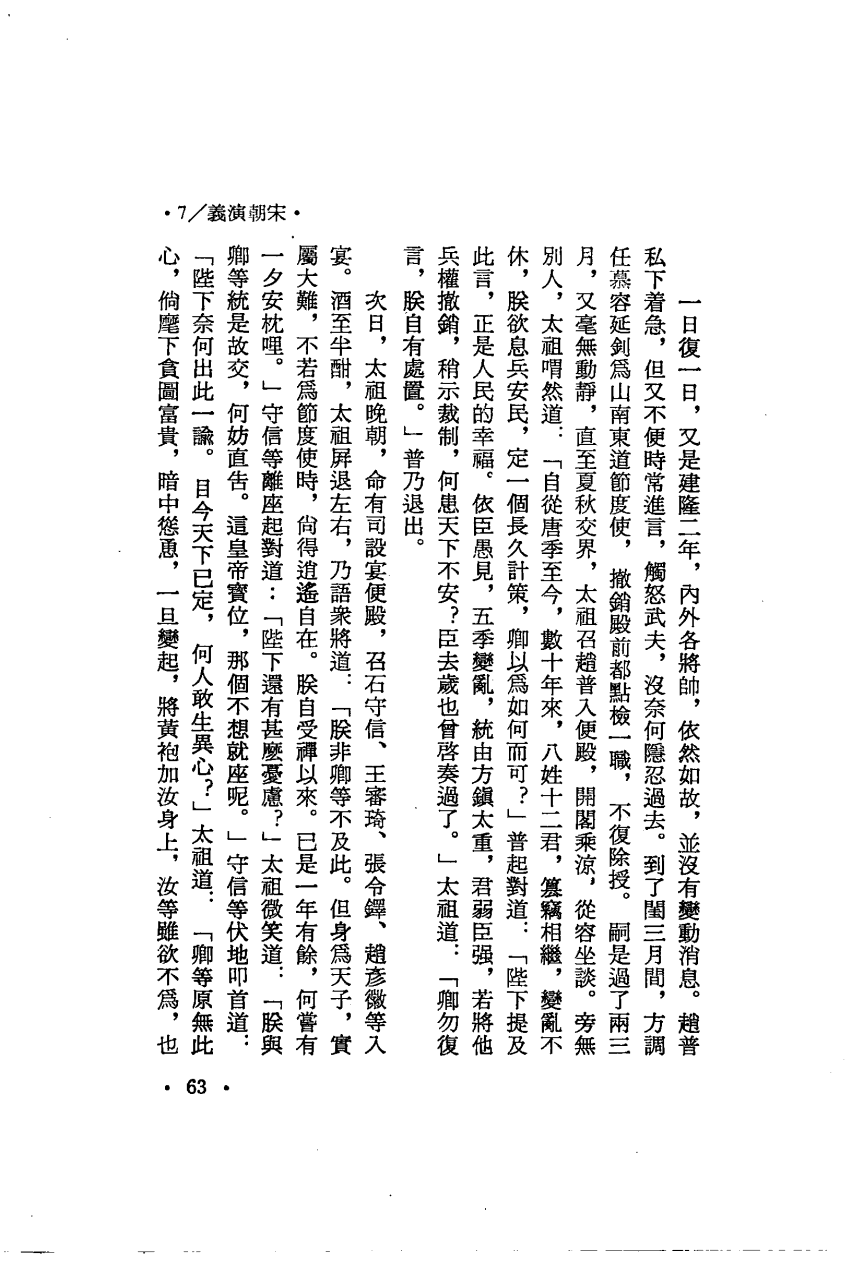 •7／義演朝宋•
一日復一日，又是建隆二年，內外各將帥，依然如故，並沒有變動消息。趙普
私下着急，但又不便時常進言，觸怒武夫，沒奈何隱忍過去。到了閏三月間，方調
任慕容延釗爲山南東道節度使，撤銷殿前都點檢一職，不復除授。嗣是過了兩三
月，又毫無動靜，直至夏秋交界，太祖召趙普入便殿，開閣乘涼，從容坐談。旁無
別人，太祖喟然道：「自從唐季至今，數十年來，八姓十二君，篡竊相繼，變亂不
休，朕欲息兵安民，定一個長久計策，卿以爲如何而可？」普起對道：「陛下提及
此言，正是人民的幸福。依臣愚見，五季變亂，統由方鎮太重，君弱臣强，若將他
兵權撤銷，稍示裁制，何患天下不安？臣去歲也曾啓奏過了。」太祖道：「卿勿復
言，朕自有處置。」普乃退出。
次日，太祖晚朝，命有司設宴便殿，召石守信、王審琦、張令鐸、趙彥徽等入
宴。酒至半酣，太祖屏退左右，乃語衆將道：「朕非卿等不及此。但身爲天子，實
屬大難，不若爲節度使時，尙得逍遙自在。朕自受禪以來。已是一年有餘，何嘗有
一夕安枕哩。」守信等離座起對道：「陛下還有甚麼憂慮？」太祖微笑道：「朕與
卿等統是故交，何妨直告。這皇帝寶位，那個不想就座呢。」守信等伏地叩首道：
「陛下奈何出此一諭。目今天下已定，何人敢生異心？」太祖道：「卿等原無此
心，倘麾下貪圖富貴，暗中慫恿，一旦變起，將黃袍加汝身上，汝等雖欲不爲，也
• 63 •